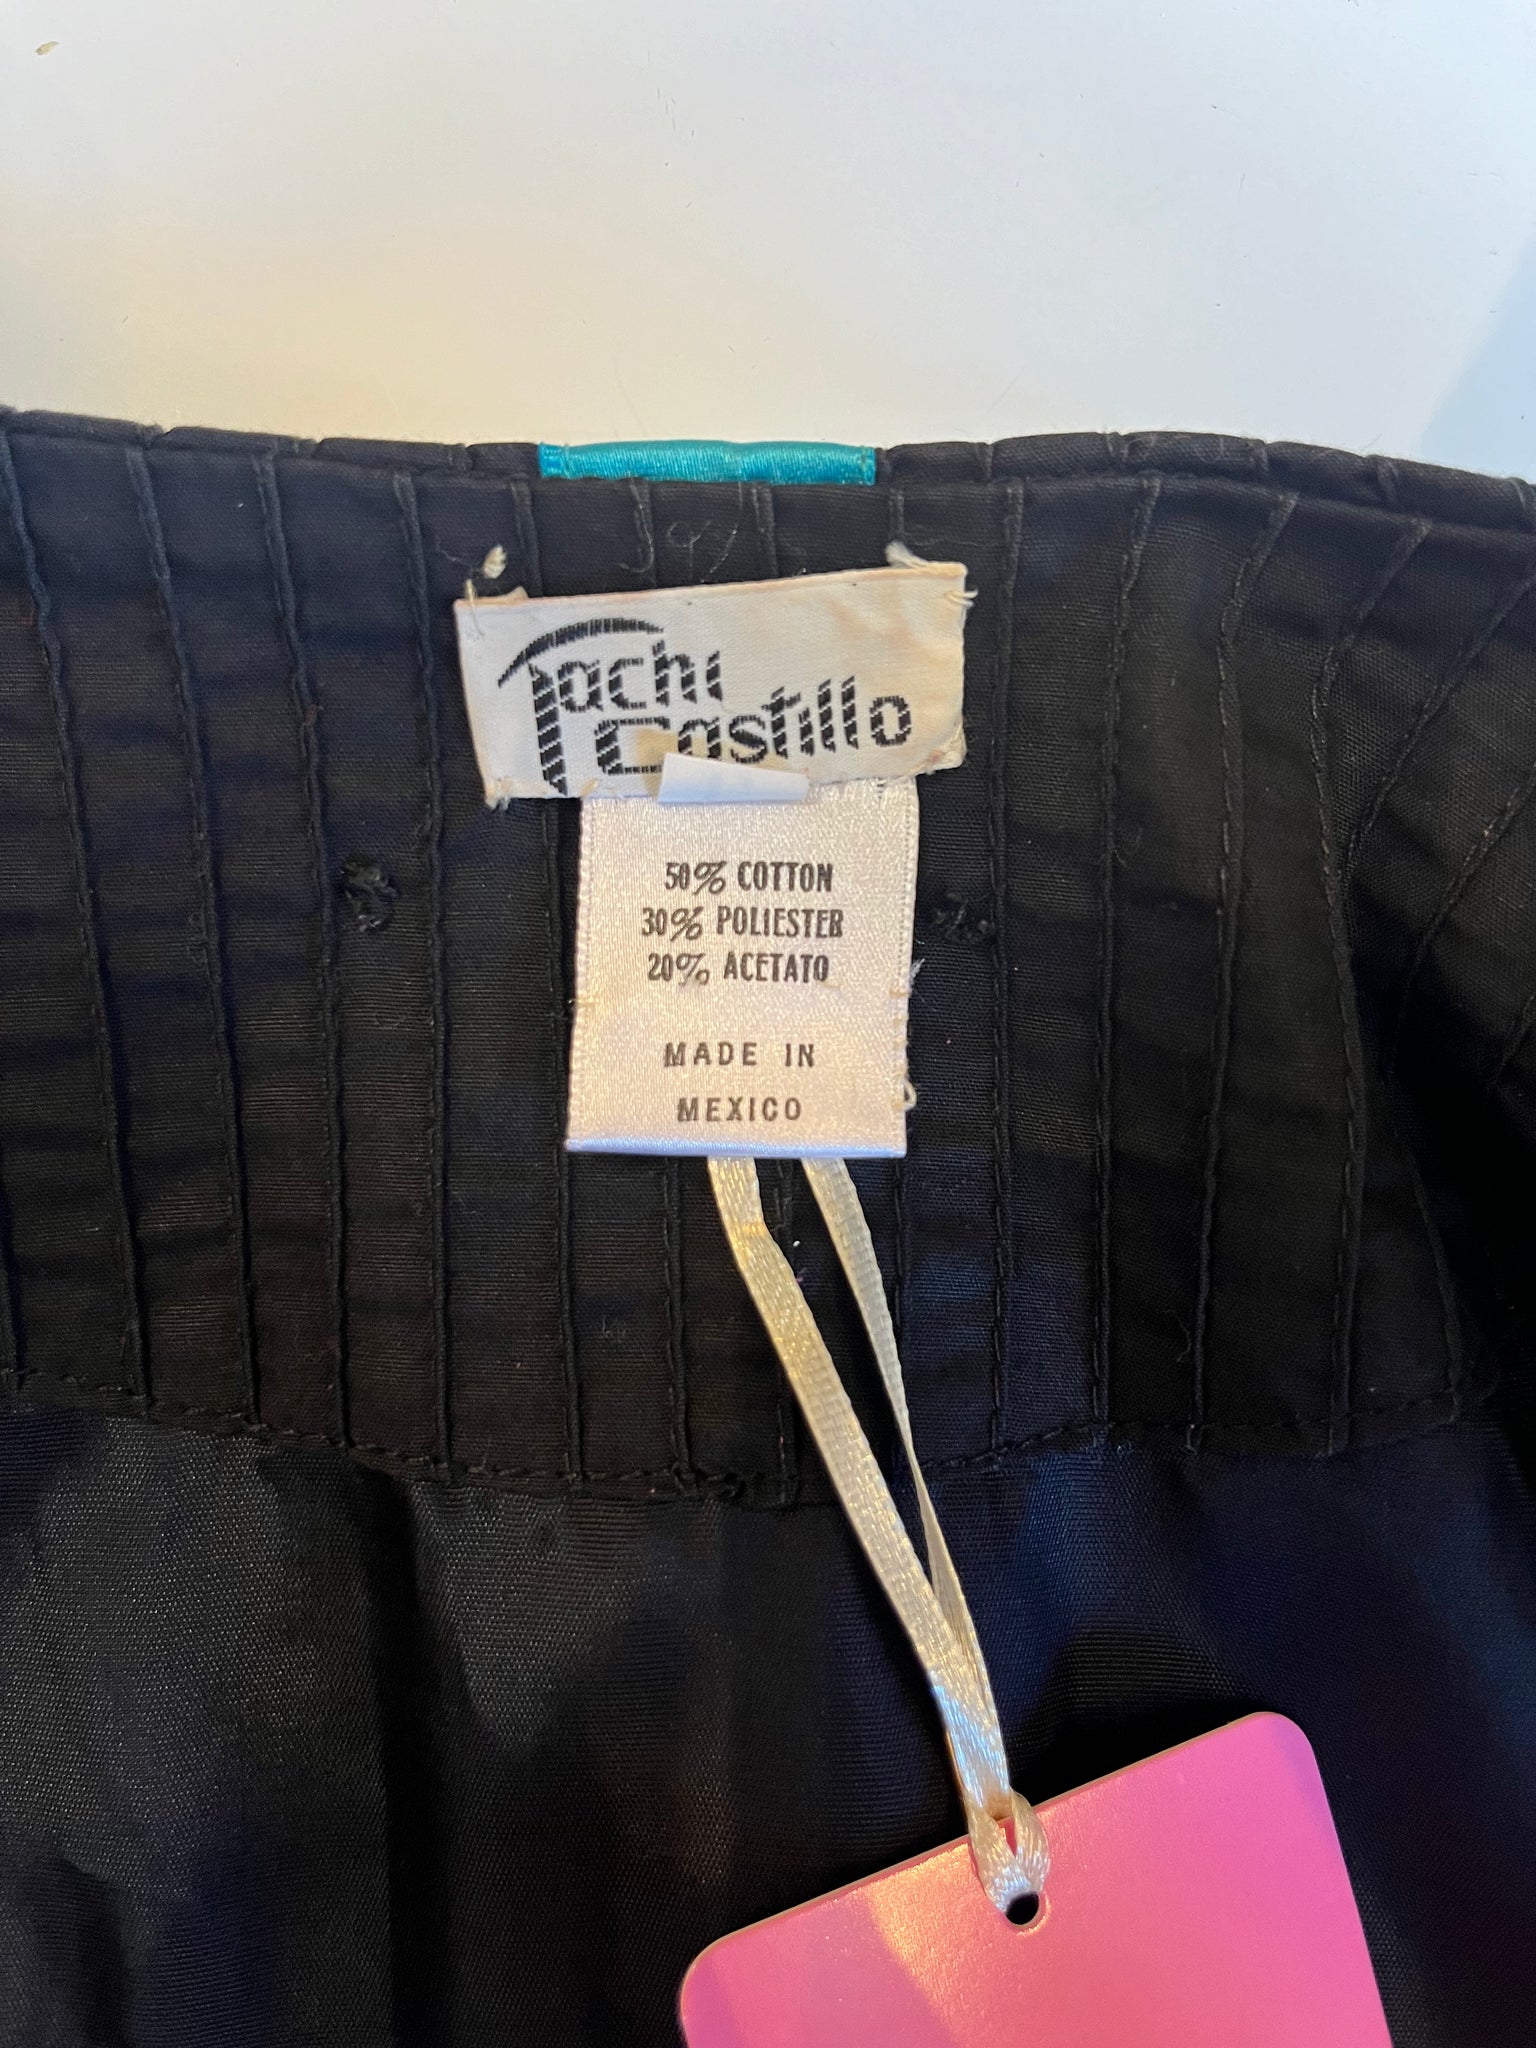 Tachi
Castillo
50% COTTON
30% POLIESTER
20% ACETATO
MADE IN
MEXICO